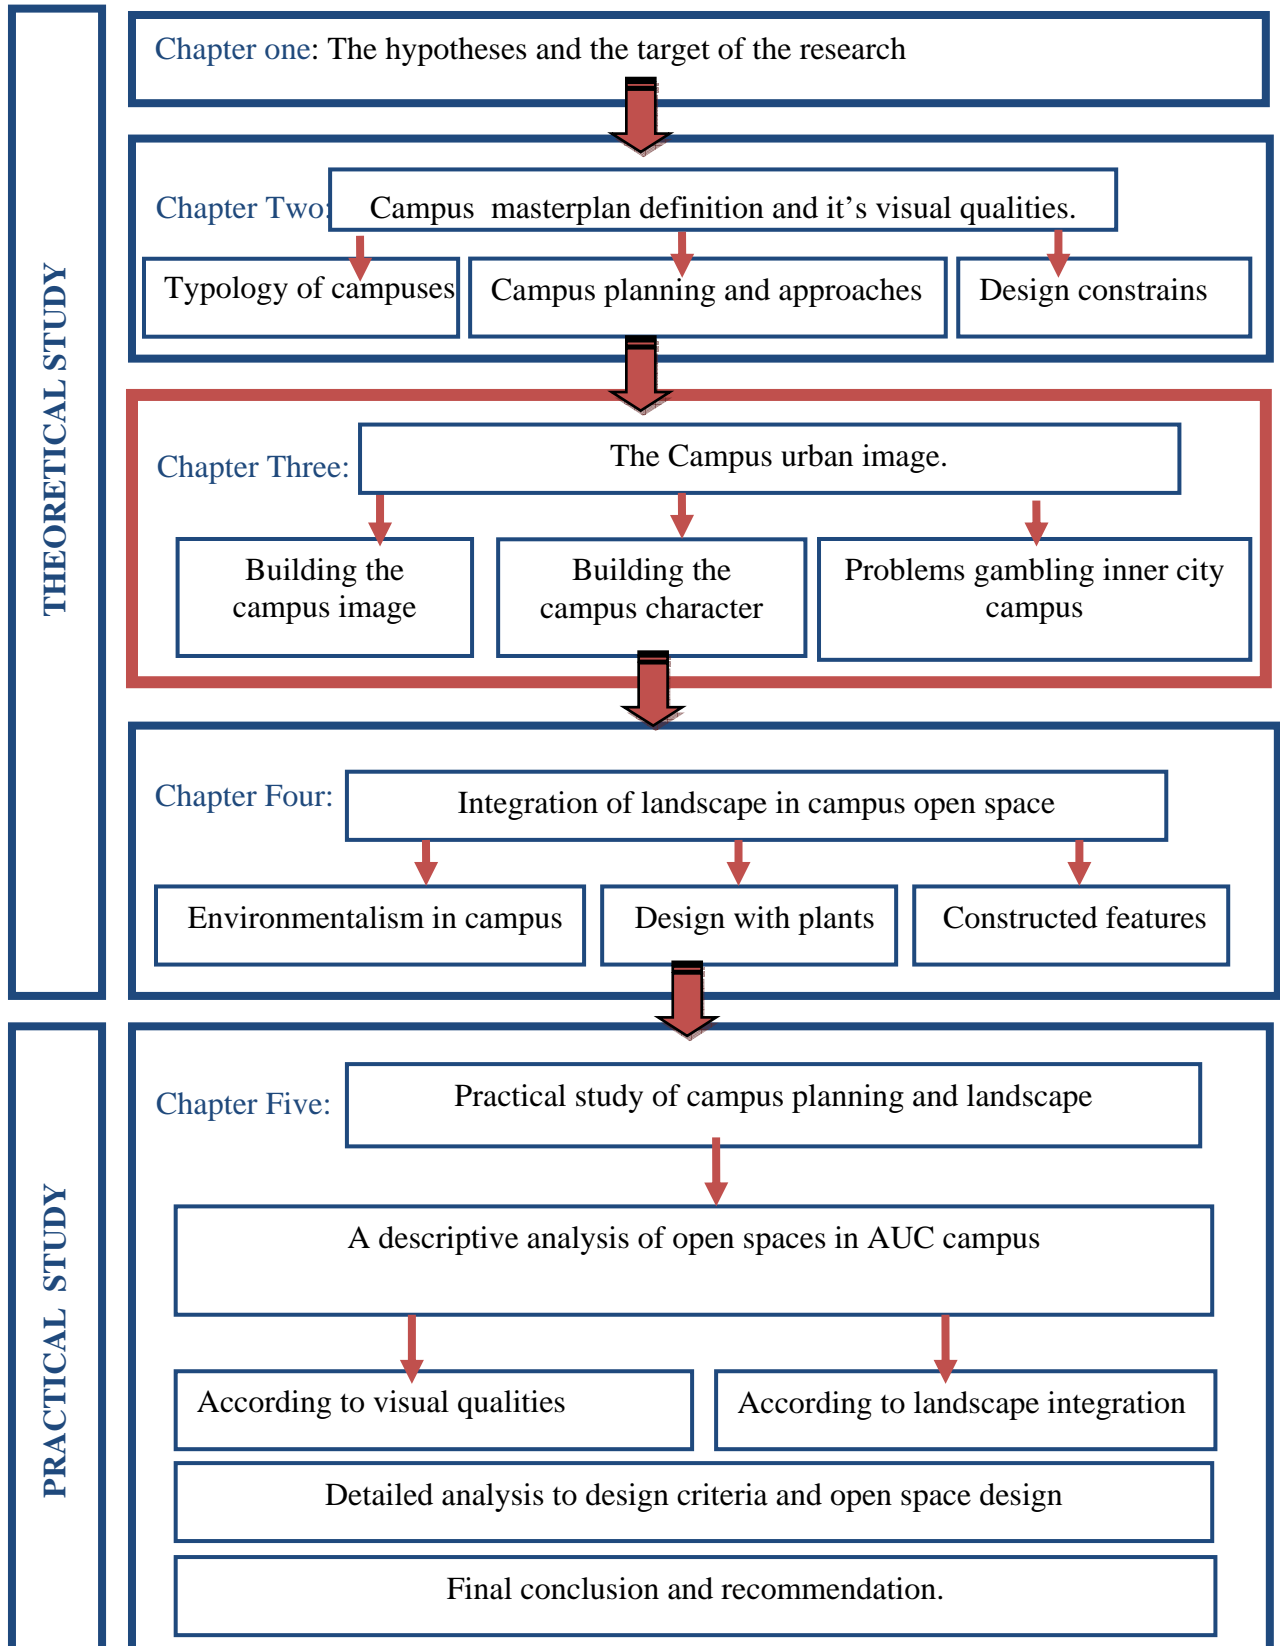 THEORETICAL STUDY
Chapter one: The hypotheses and the target of the research
Chapter Two:
Campus masterplan definition and it's visual qualities.
Typology of campuses
Campus planning and approaches
Design constrains
Chapter Three:
The Campus urban image.
Building the
campus image
Building the
campus character
Problems gambling inner city
campus
Chapter Four:
Integration of landscape in campus open space
Environmentalism in campus
Design with plants
Constructed features
PRACTICAL STUDY
Chapter Five:
Practical study of campus planning and landscape
A descriptive analysis of open spaces in AUC campus
According to visual qualities
According to landscape integration
Detailed analysis to design criteria and open space design
Final conclusion and recommendation.